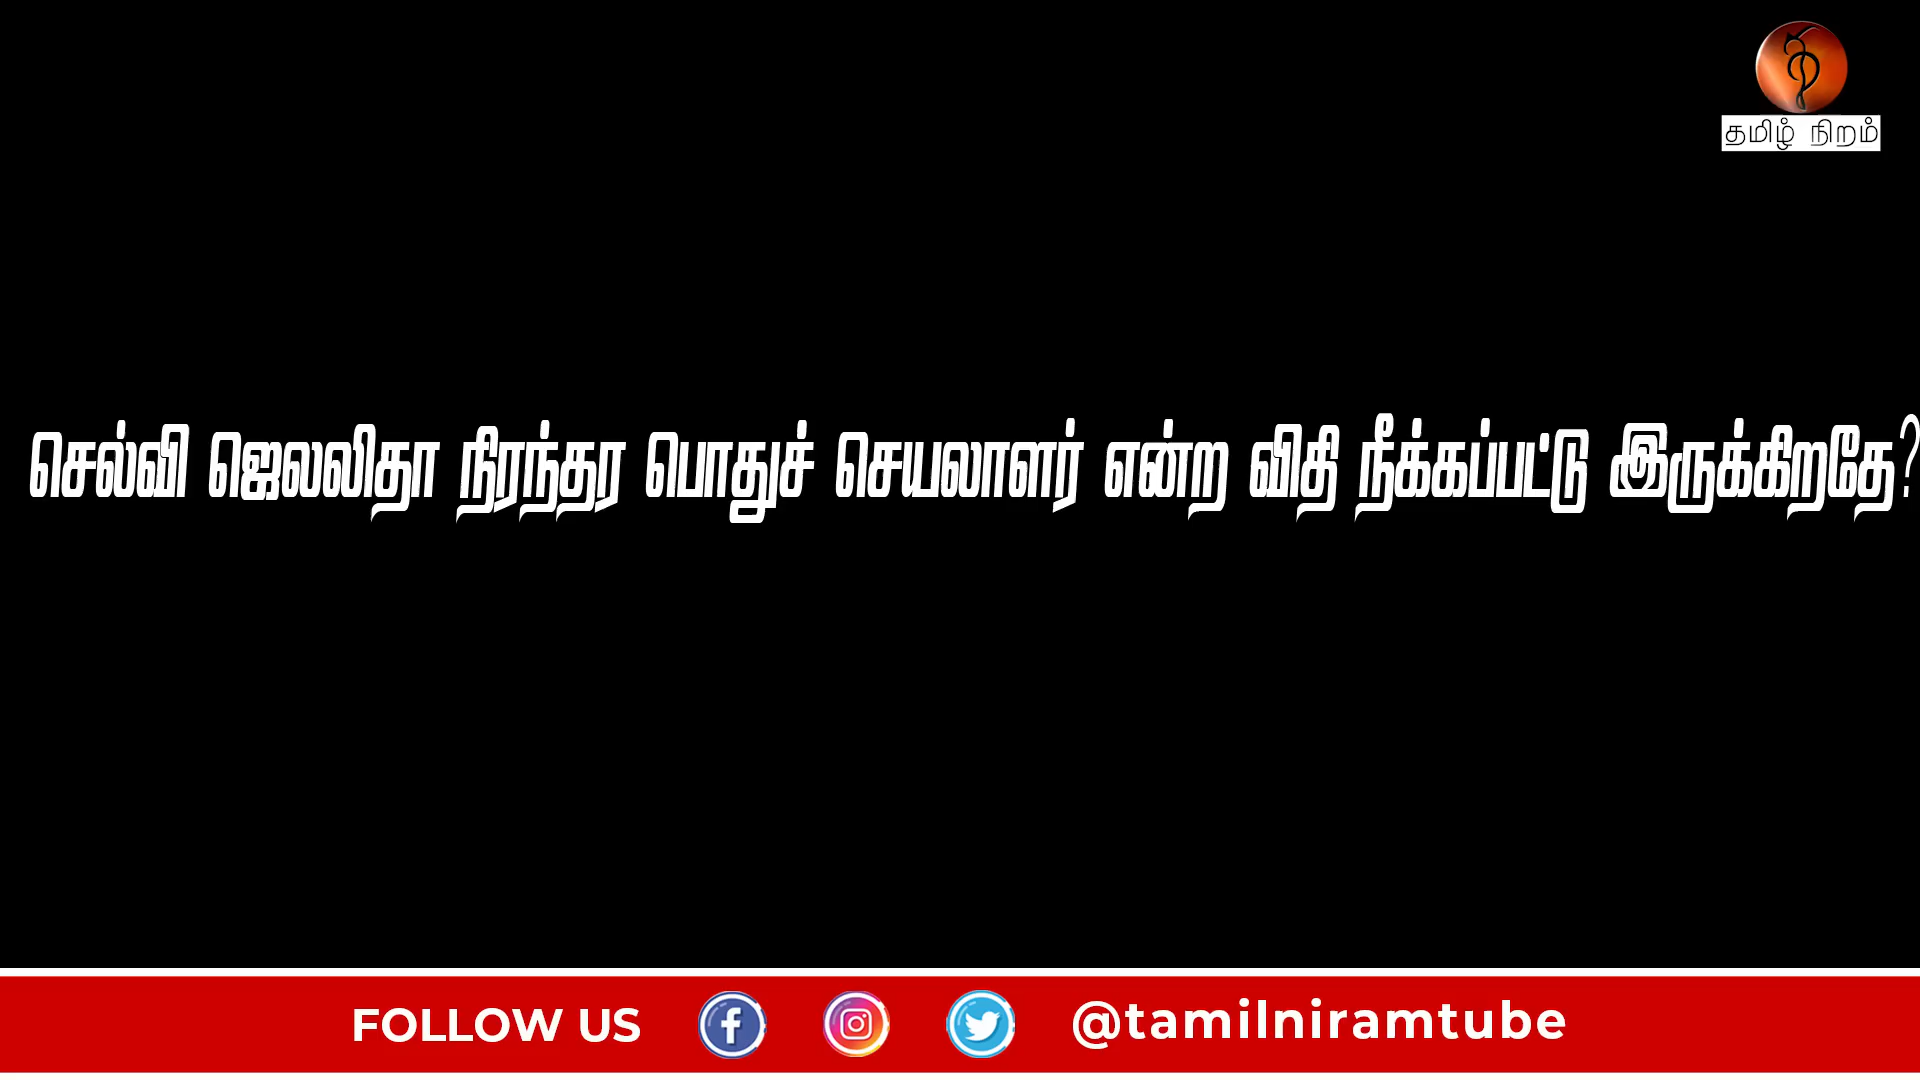 தமிழ் நிறம்
செல்வி ஜெலலிதா நிரந்தர பொதுச் செயலாளர் என்ற விதி நீக்கப்பட்டு இருக்கிறதே?
FOLLOW US @tamilniramtube